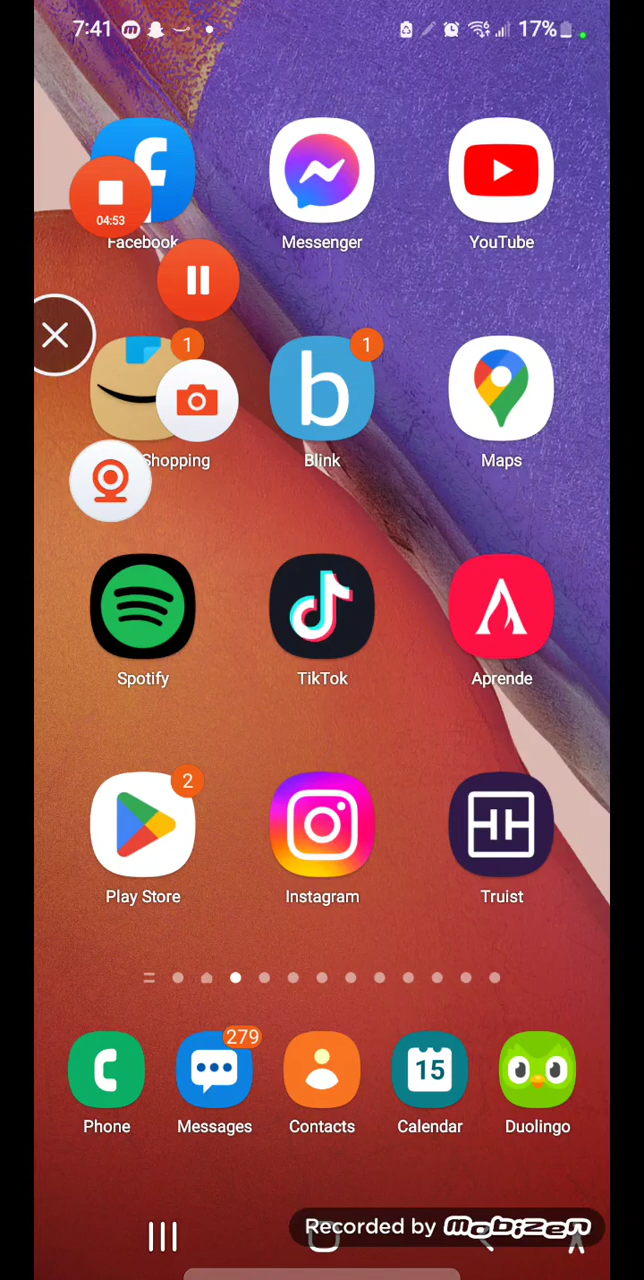 7:41
17%
04:53
Facebook
Messenger
YouTube
1
1
b
Shopping
Blink
Maps
Spotify
TikTok
Aprende
2
Play Store
Instagram
Truist
279
15
Phone
Messages
Contacts
Calendar
Duolingo
Recorded by mobizen